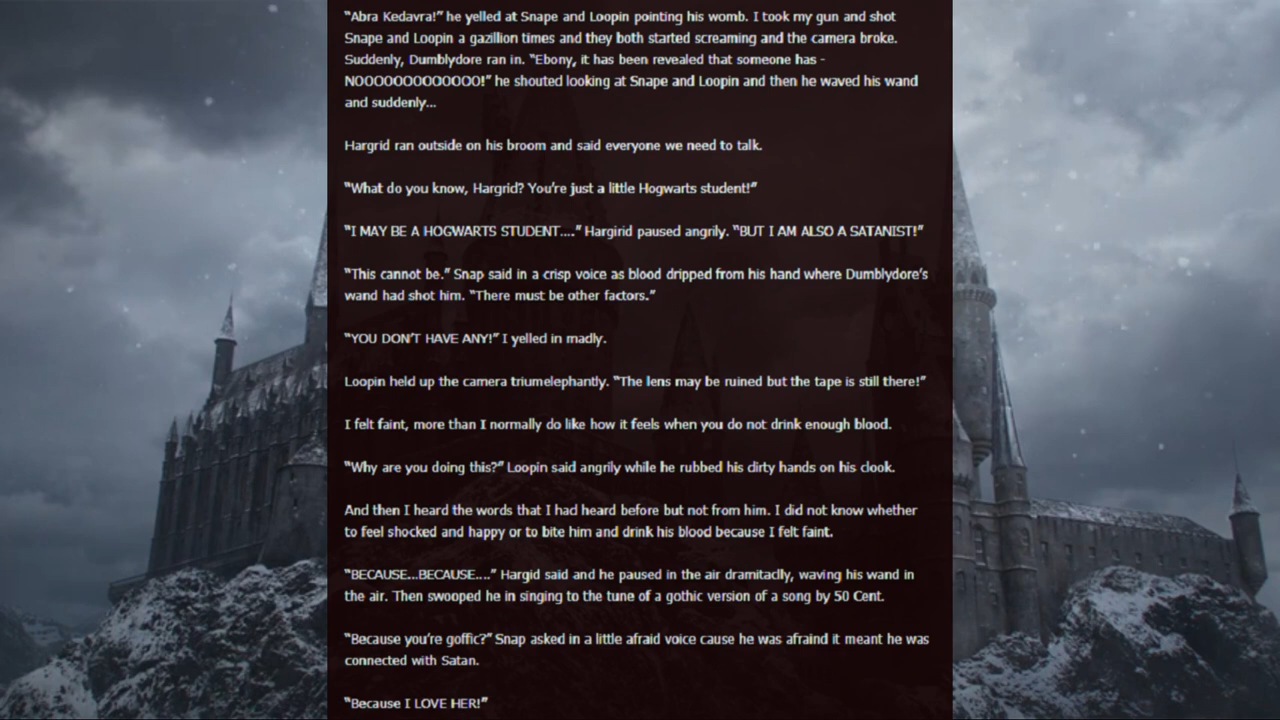 “Abra Kedavra!” he yelled at Snape and Loopin pointing his womb. I took my gun and shot
Snape and Loopin a gazillion times and they both started screaming and the camera broke.
Suddenly, Dumblydore ran in. “Ebony, it has been revealed that someone has -
NOOOOOOOOOOOOO!” he shouted looking at Snape and Loopin and then he waved his wand
and suddenly...
Hargrid ran outside on his broom and said everyone we need to talk.
“What do you know, Hargrid? You’re just a little Hogwarts student!”
“I MAY BE A HOGWARTS STUDENT....” Hargirid paused angrily. “BUT I AM ALSO A SATANIST!”
“This cannot be.” Snap said in a crisp voice as blood dripped from his hand where Dumblydore’s
wand had shot him. “There must be other factors.”
“YOU DON’T HAVE ANY!” I yelled in madly.
Loopin held up the camera triumelephantly. “The lens may be ruined but the tape is still there!”
I felt faint, more than I normally do like how it feels when you do not drink enough blood.
“Why are you doing this?” Loopin said angrily while he rubbed his dirty hands on his clook.
And then I heard the words that I had heard before but not from him. I did not know whether
to feel shocked and happy or to bite him and drink his blood because I felt faint.
“BECAUSE...BECAUSE....” Hargid said and he paused in the air dramitaclly, waving his wand in
the air. Then swooped he in singing to the tune of a gothic version of a song by 50 Cent.
“Because you’re goffic?” Snap asked in a little afraid voice cause he was afraind it meant he was
connected with Satan.
“Because I LOVE HER!”